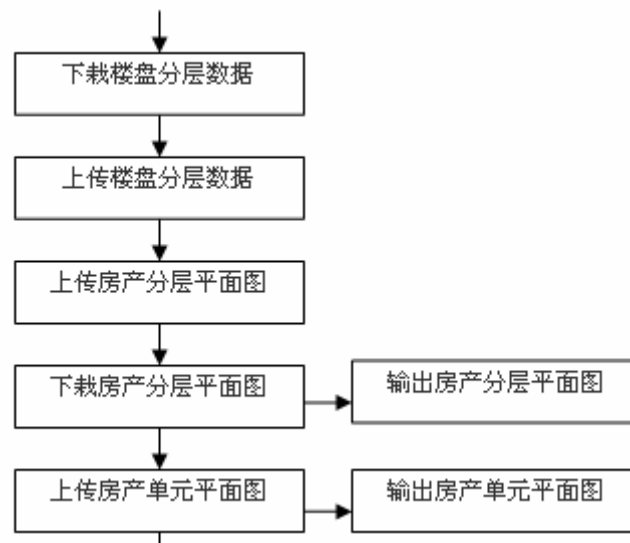 下栽楼盘分层数据
上传楼盘分层数据
上传房产分层平面图
下栽房产分层平面图
输出房产分层平面图
上传房产单元平面图
输出房产单元平面图